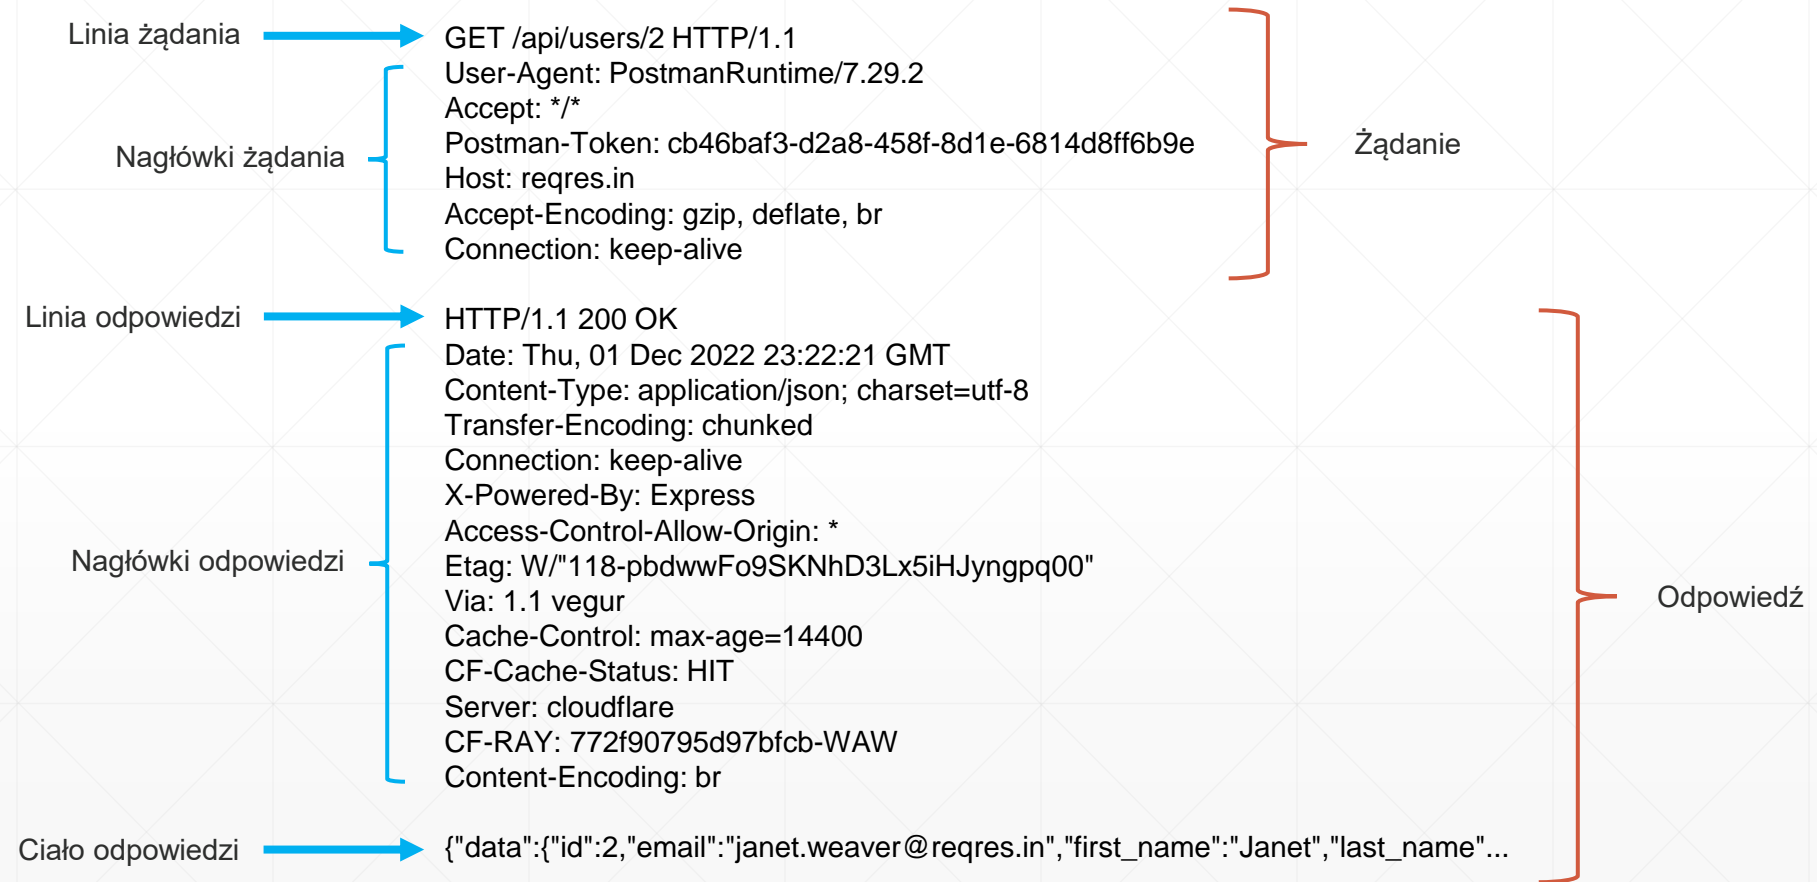 Linia żądania
GET /api/users/2 HTTP/1.1
Nagłówki żądania
User-Agent: PostmanRuntime/7.29.2
Accept: */*
Postman-Token: cb46baf3-d2a8-458f-8d1e-6814d8ff6b9e
Host: reqres.in
Accept-Encoding: gzip, deflate, br
Connection: keep-alive
Żądanie
Linia odpowiedzi
HTTP/1.1 200 OK
Nagłówki odpowiedzi
Date: Thu, 01 Dec 2022 23:22:21 GMT
Content-Type: application/json; charset=utf-8
Transfer-Encoding: chunked
Connection: keep-alive
X-Powered-By: Express
Access-Control-Allow-Origin: *
Etag: W/"118-pbdwwFo9SKNhD3Lx5iHJyngpq00"
Via: 1.1 vegur
Cache-Control: max-age=14400
CF-Cache-Status: HIT
Server: cloudflare
CF-RAY: 772f90795d97bfcb-WAW
Content-Encoding: br
Odpowiedź
Ciało odpowiedzi
{"data":{"id":2,"email":"janet.weaver@reqres.in","first_name":"Janet","last_name"...